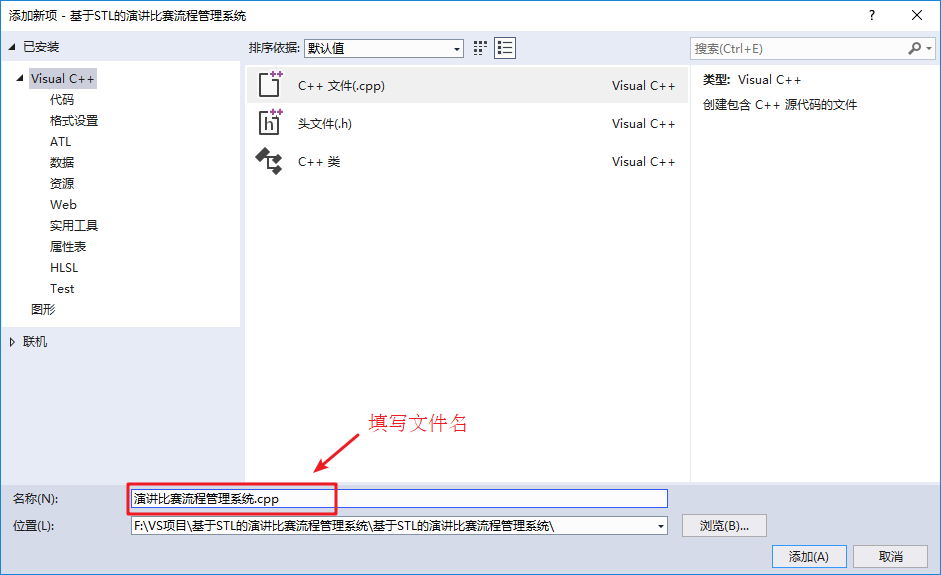 添加新项 - 基于STL的演讲比赛流程管理系统
?
已安装
排序依据: 默认值
搜索(Ctrl+E)
Visual C++
代码
格式设置
ATL
数据
资源
Web
实用工具
属性表
HLSL
Test
图形
联机
C++ 文件(.cpp) Visual C++
头文件(.h) Visual C++
C++ 类 Visual C++
类型: Visual C++
创建包含 C++ 源代码的文件
填写文件名
名称(N): 演讲比赛流程管理系统.cpp
位置(L): F:\VS项目\基于STL的演讲比赛流程管理系统\基于STL的演讲比赛流程管理系统\
浏览(B)...
添加(A) 取消